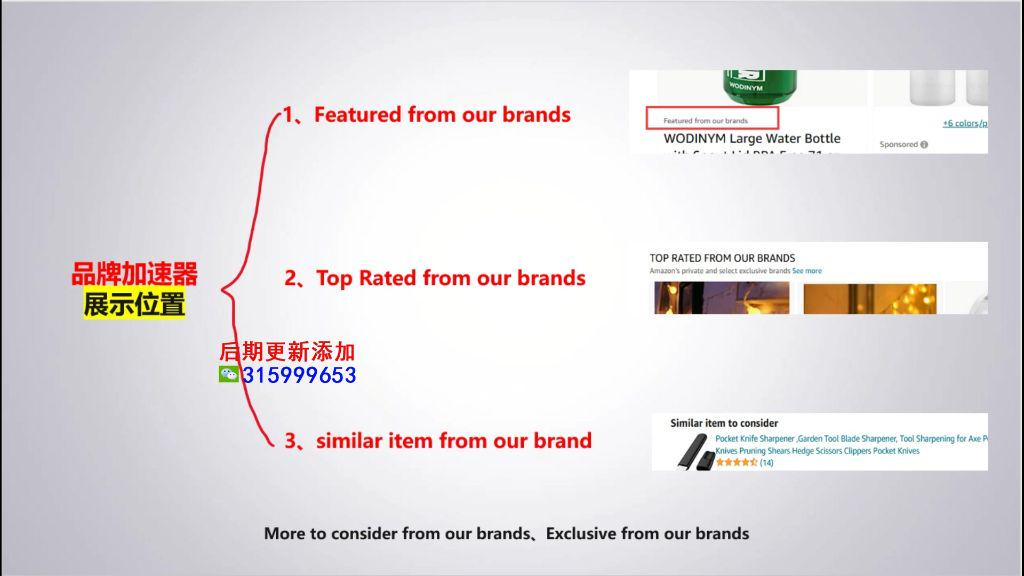 1、Featured from our brands
WODINYM
Featured from our brands
WODINYM Large Water Bottle
+6 colors/p
Sponsored
品牌加速器
展示位置
2、Top Rated from our brands
TOP RATED FROM OUR BRANDS
Amazon's private and select exclusive brands See more
后期更新添加
315999653
3、similar item from our brand
Similar item to consider
Pocket Knife Sharpener ,Garden Tool Blade Sharpener, Tool Sharpening for Axe P
Knives Pruning Shears Hedge Scissors Clippers Pocket Knives
(14)
More to consider from our brands、Exclusive from our brands